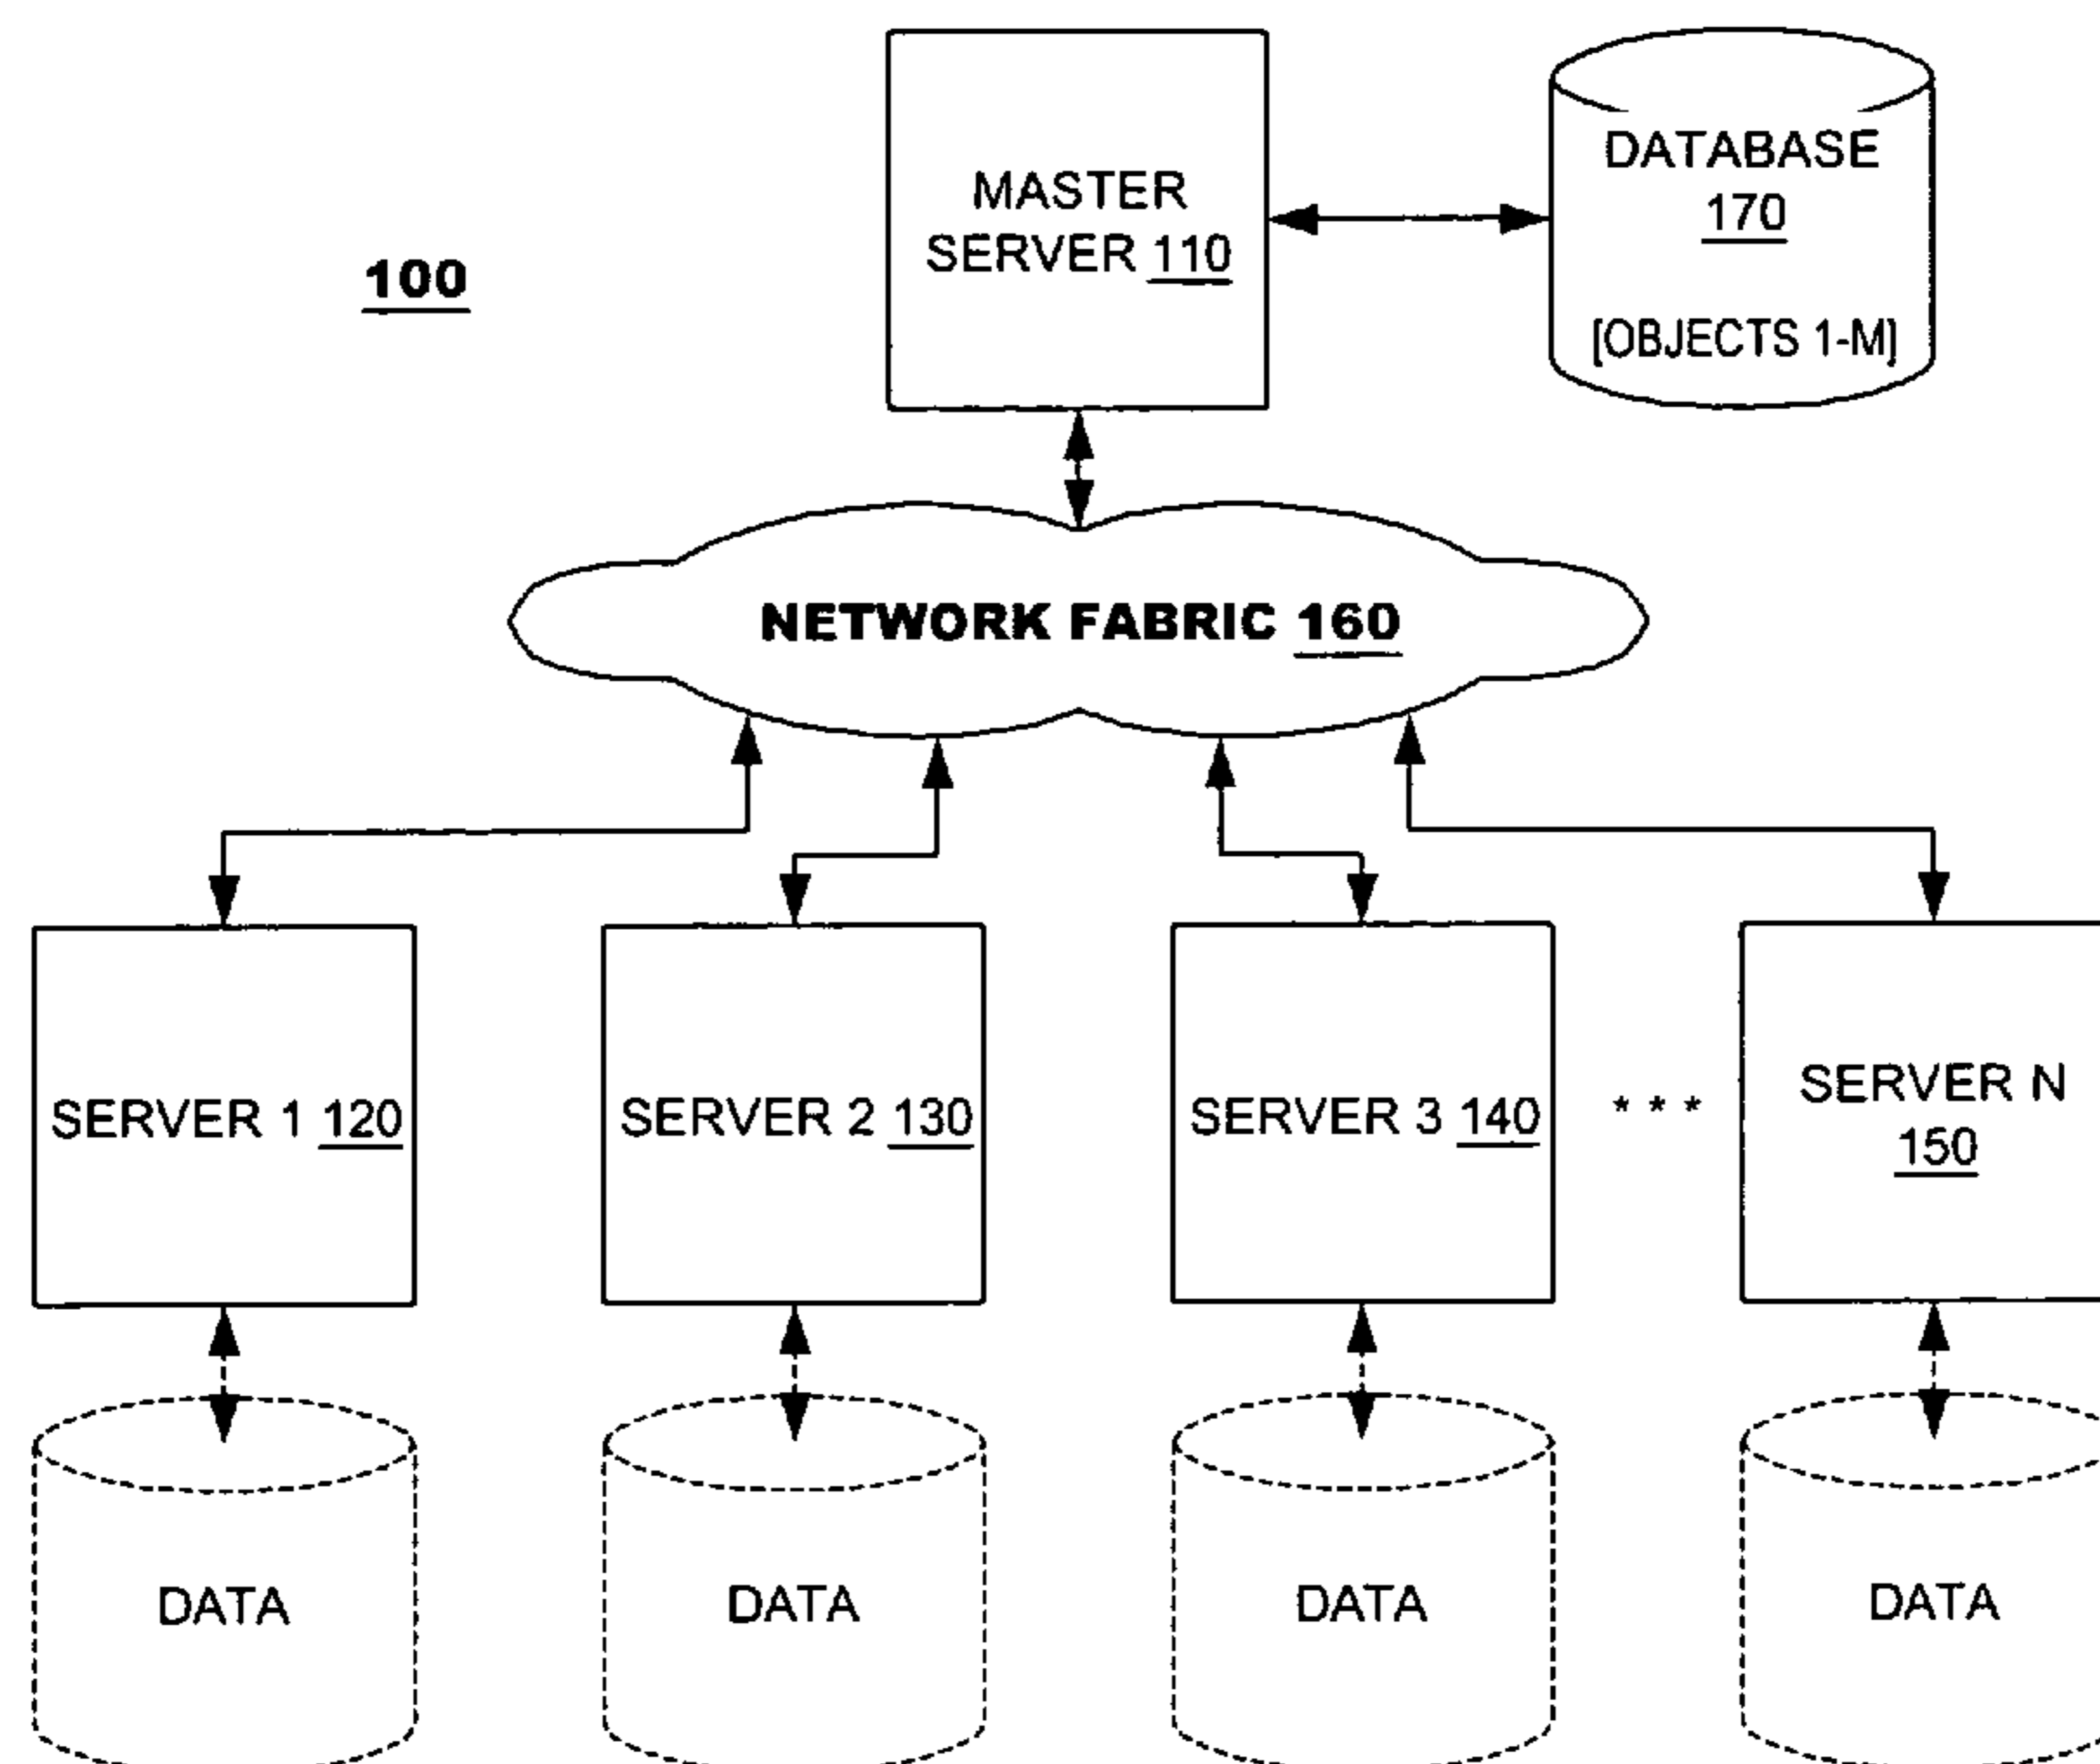 MASTER
SERVER 110
DATABASE
170
[OBJECTS 1-M]
100
NETWORK FABRIC 160
SERVER 1 120
SERVER 2 130
SERVER 3 140
* * *
SERVER N
150
DATA
DATA
DATA
DATA